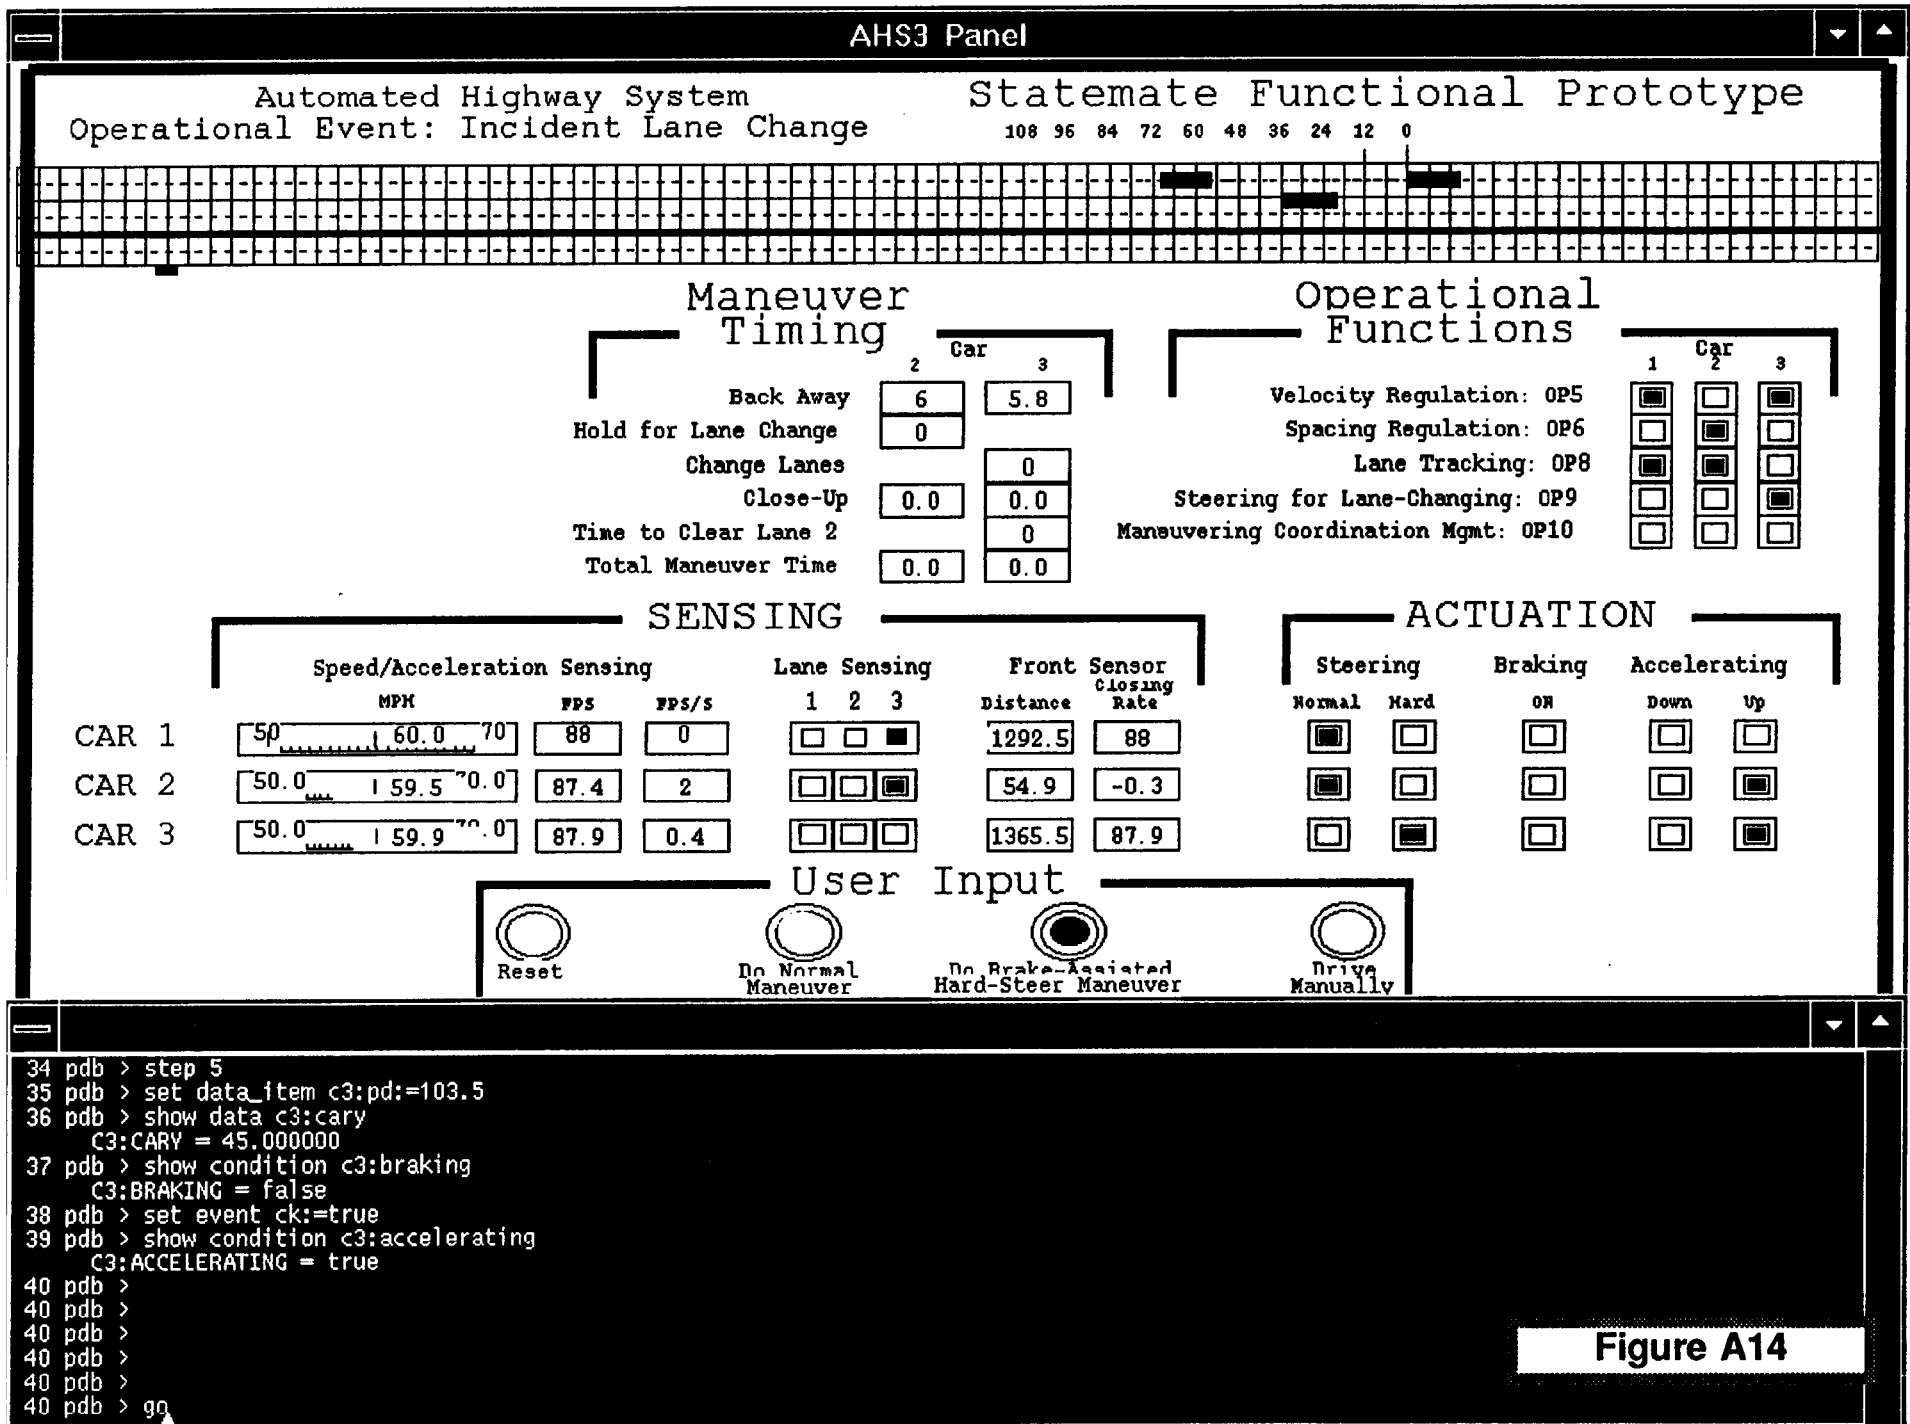 AHS3 Panel
Automated Highway System
Statemate Functional Prototype
Operational Event: Incident Lane Change
108 96 84 72 60 48 36 24 12 0
Maneuver
Timing
Operational
Functions
Car
2 3
Car
1 2 3
Back Away 6 5.8
Hold for Lane Change 0
Change Lanes 0
Close-Up 0.0 0.0
Time to Clear Lane 2 0
Total Maneuver Time 0.0 0.0
Velocity Regulation: OP5
Spacing Regulation: OP6
Lane Tracking: OP8
Steering for Lane-Changing: OP9
Maneuvering Coordination Mgmt: OP10
SENSING
ACTUATION
Speed/Acceleration Sensing Lane Sensing Front Sensor
Steering Braking Accelerating
MPH FPS FPS/S 1 2 3 Distance Closing Rate
Normal Hard ON Down Up
CAR 1 50 60.0 70 88 0 1292.5 88
CAR 2 50.0 59.5 70.0 87.4 2 54.9 -0.3
CAR 3 50.0 59.9 70.0 87.9 0.4 1365.5 87.9
User Input
Reset
Do Normal
Maneuver
Do Brake-Assisted
Hard-Steer Maneuver
Drive
Manually
34 pdb > step 5
35 pdb > set data_item c3:pd:=103.5
36 pdb > show data c3:cary
C3:CARY = 45.000000
37 pdb > show condition c3:braking
C3:BRAKING = false
38 pdb > set event ck:=true
39 pdb > show condition c3:accelerating
C3:ACCELERATING = true
40 pdb >
40 pdb >
40 pdb >
40 pdb >
40 pdb >
40 pdb > go
Figure A14